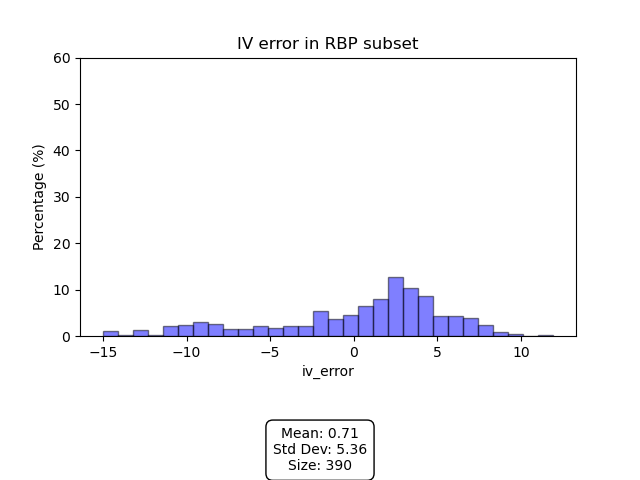 IV error in RBP subset
60
50
40
30
20
10
0
Percentage (%)
−15
−10
−5
0
5
10
iv_error
Mean: 0.71
Std Dev: 5.36
Size: 390